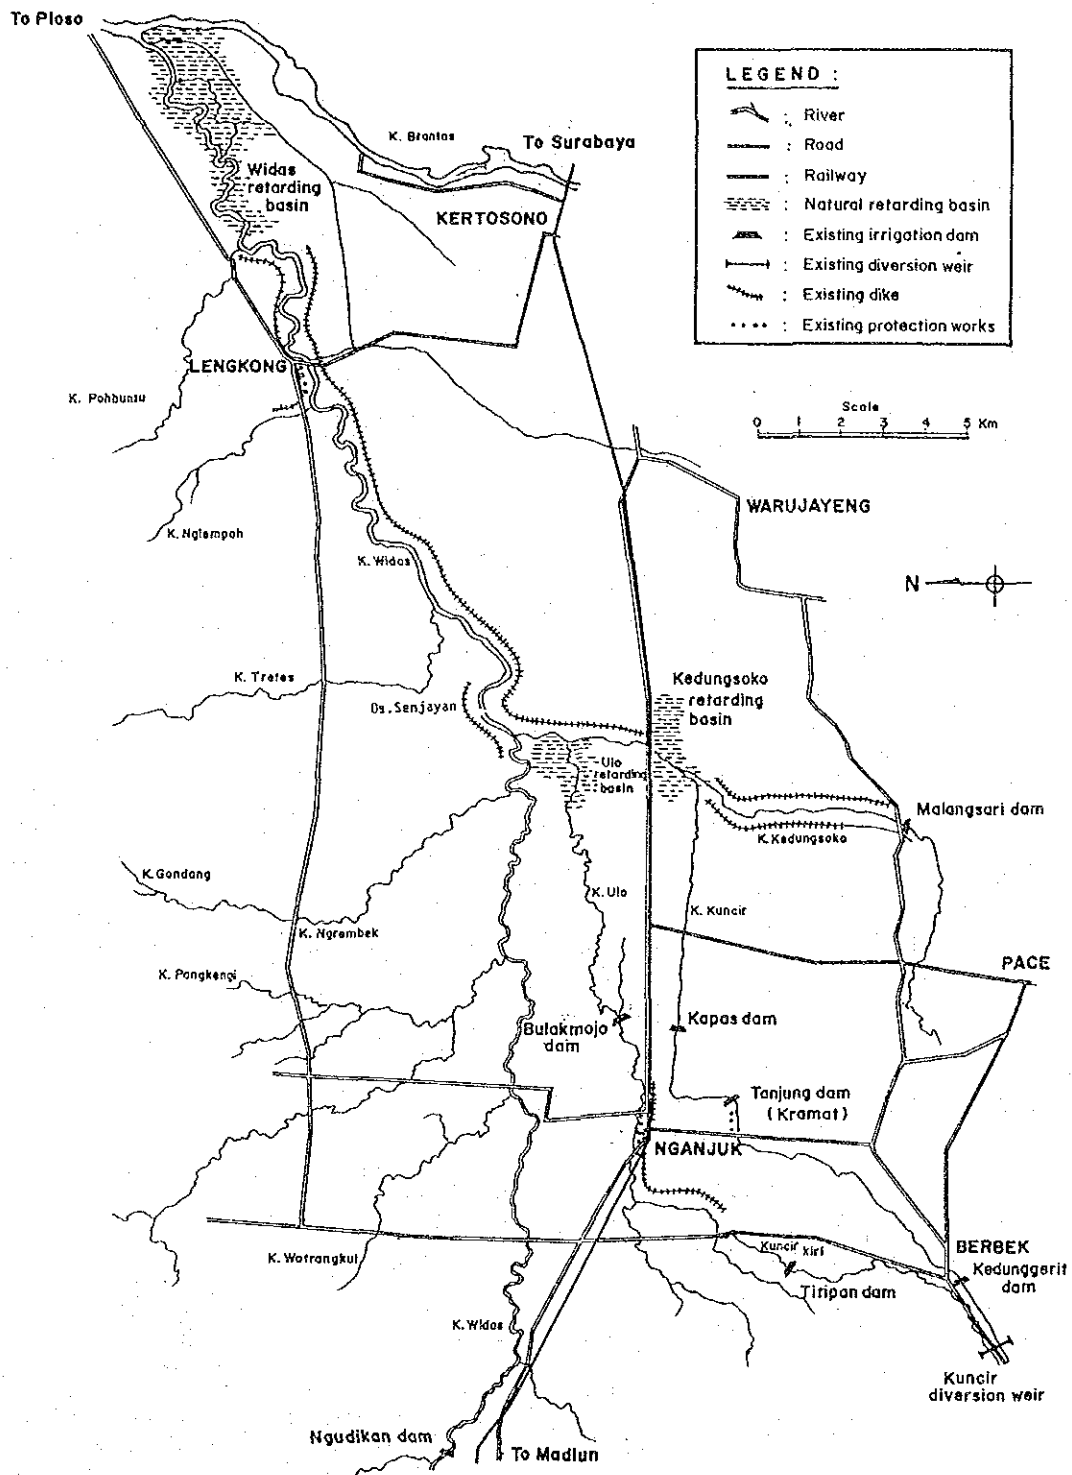 To Ploso
LEGEND :
: River
: Road
: Railway
: Natural retarding basin
: Existing irrigation dam
: Existing diversion weir
: Existing dike
: Existing protection works
K. Brantas
To Surabaya
Widas
retarding
basin
KERTOSONO
LENGKONG
K. Pohbuntu
Scale
0 1 2 3 4 5 Km
WARUJAYENG
K. Nglempoh
K. Widas
N
K. Tretes
Kedungsoko
retarding
basin
Ds. Senjayan
Ulo
retarding
basin
Malangsari dam
K. Kedungsoko
K. Gondang
K. Ulo
K. Kuncir
K. Ngrambek
PACE
K. Pangkengi
Bulakmojo
dam
Kapas dam
Tanjung dam
(Kramat)
NGANJUK
BERBEK
K. Watrangkul
Kuncir kiri
Kedunggerit
dam
Tiripan dam
K. Widas
Kuncir
diversion weir
Ngudikan dam
To Madiun